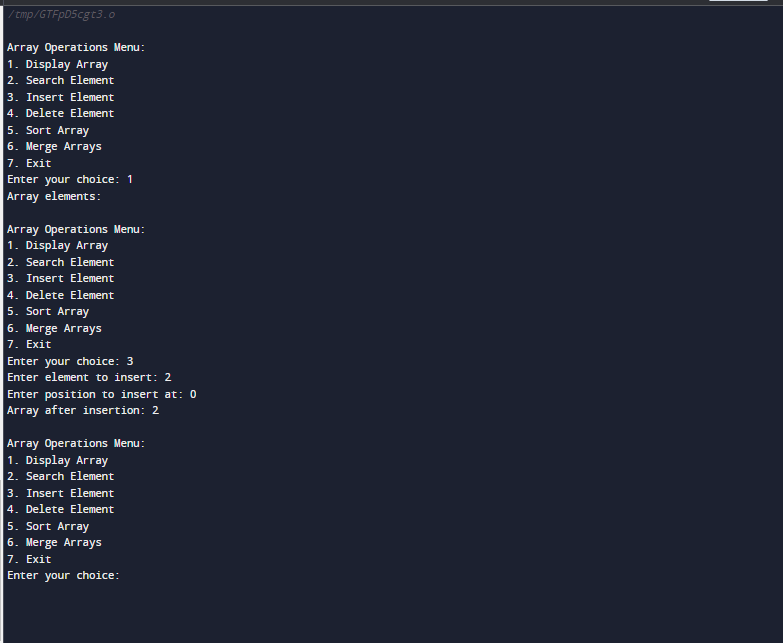 /tmp/GTFpD5cgt3.o
Array Operations Menu:
1. Display Array
2. Search Element
3. Insert Element
4. Delete Element
5. Sort Array
6. Merge Arrays
7. Exit
Enter your choice: 1
Array elements:
Array Operations Menu:
1. Display Array
2. Search Element
3. Insert Element
4. Delete Element
5. Sort Array
6. Merge Arrays
7. Exit
Enter your choice: 3
Enter element to insert: 2
Enter position to insert at: 0
Array after insertion: 2
Array Operations Menu:
1. Display Array
2. Search Element
3. Insert Element
4. Delete Element
5. Sort Array
6. Merge Arrays
7. Exit
Enter your choice: